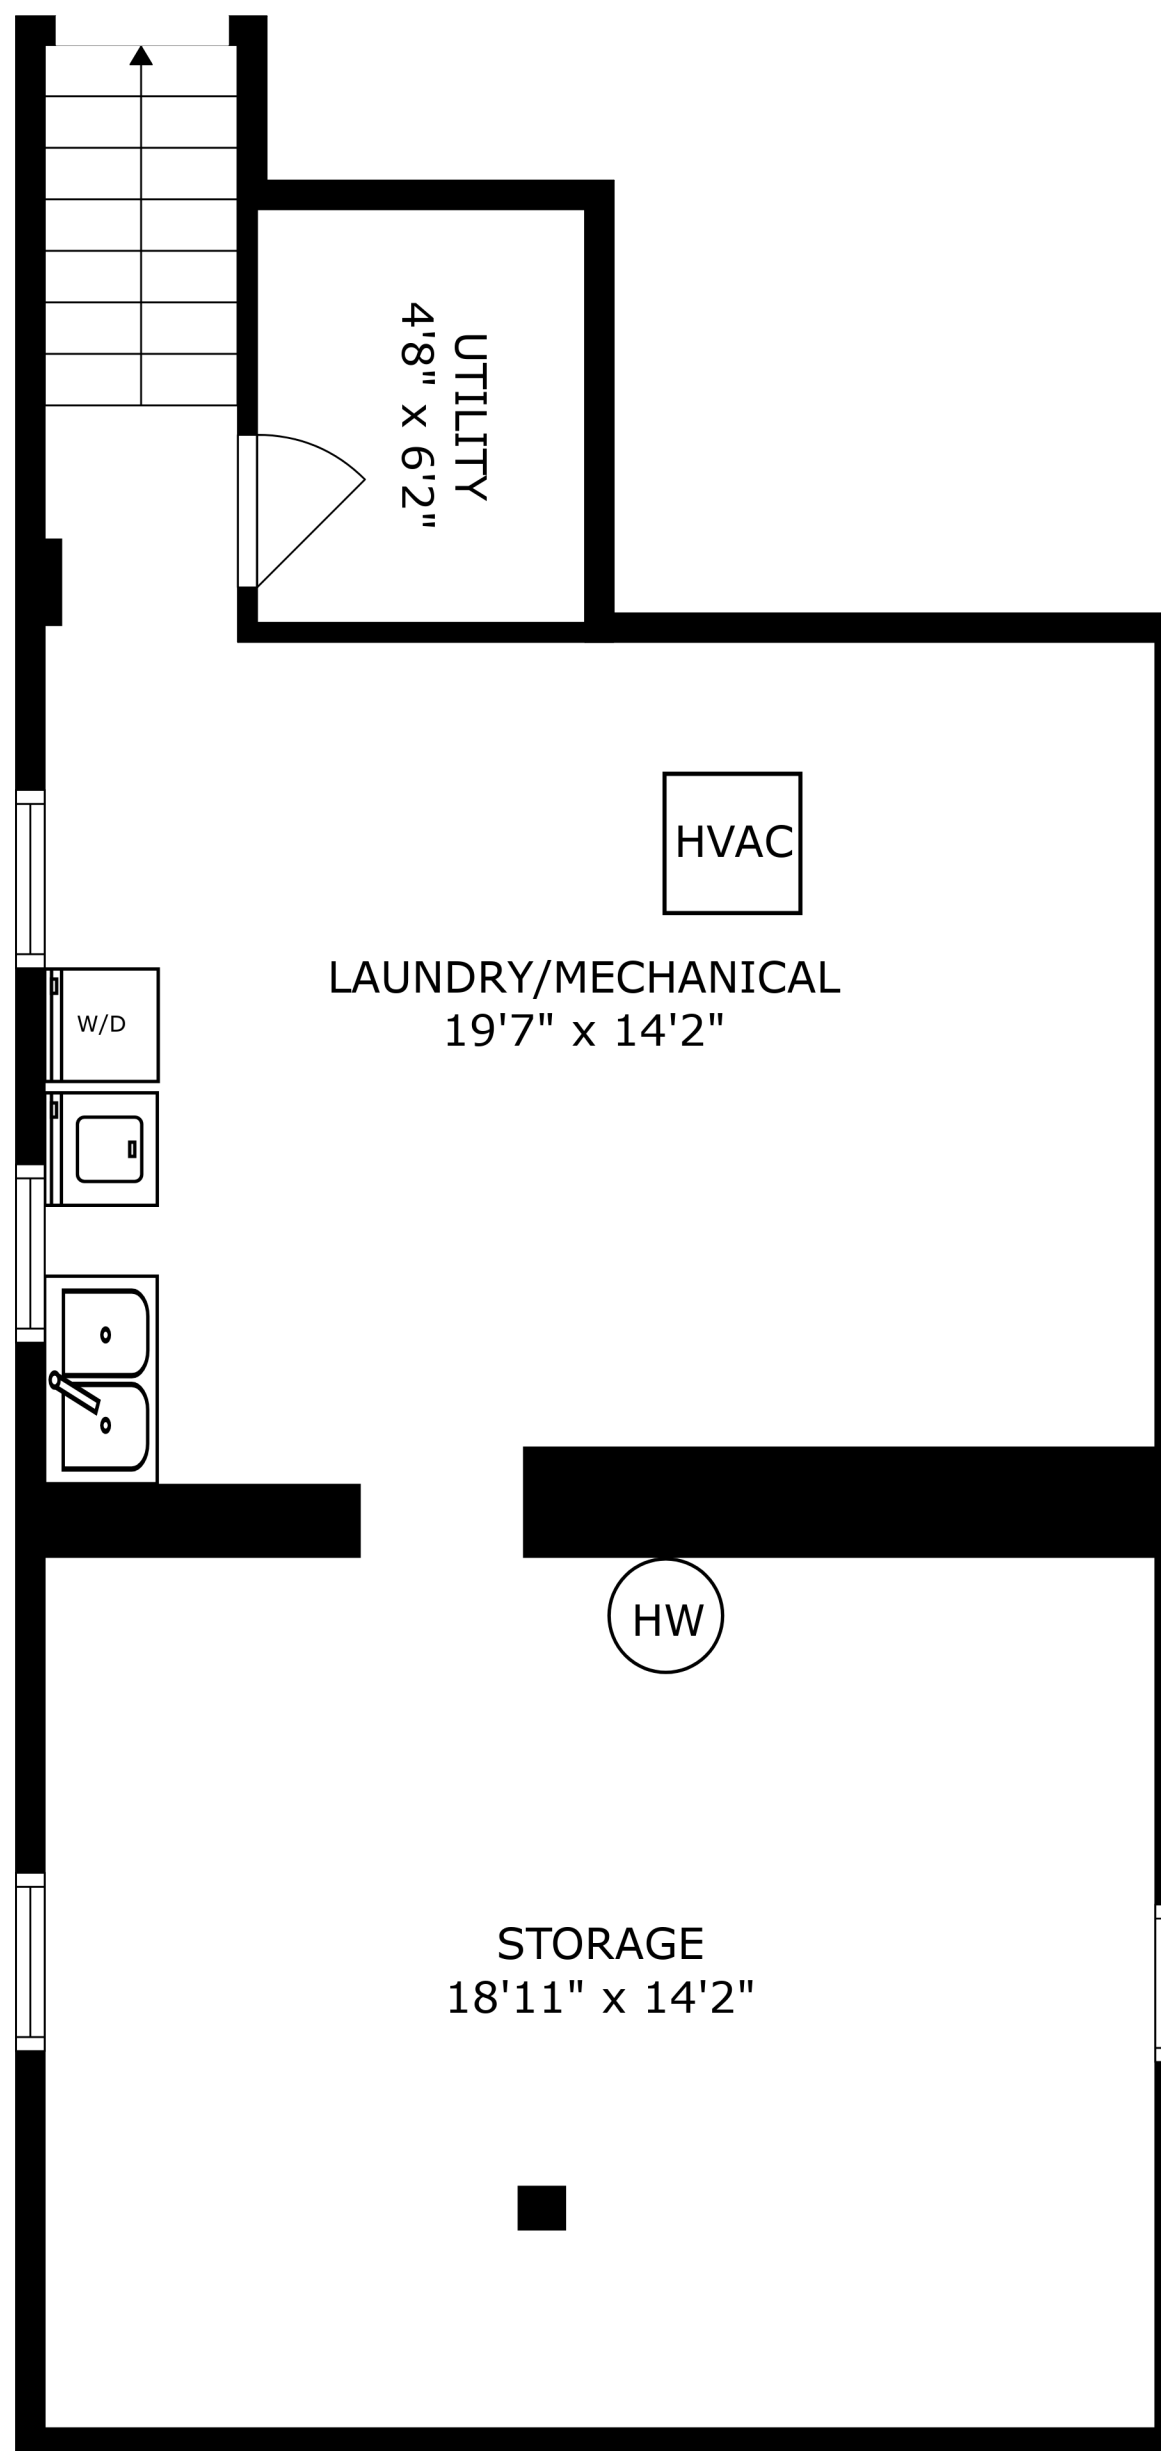 UTILITY
4'8" x 6'2"
HVAC
LAUNDRY/MECHANICAL
19'7" x 14'2"
W/D
HW
STORAGE
18'11" x 14'2"